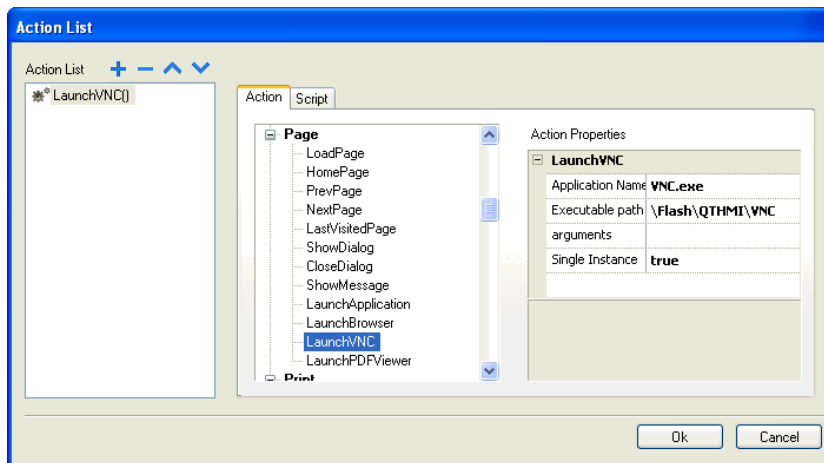 Action List
Action List
LaunchVNC()
Action Script
Page
LoadPage
HomePage
PrevPage
NextPage
LastVisitedPage
ShowDialog
CloseDialog
ShowMessage
LaunchApplication
LaunchBrowser
LaunchVNC
LaunchPDFViewer
Print
Action Properties
LaunchVNC
Application Name VNC.exe
Executable path \Flash\QTHMI\VNC
arguments
Single Instance true
Ok Cancel